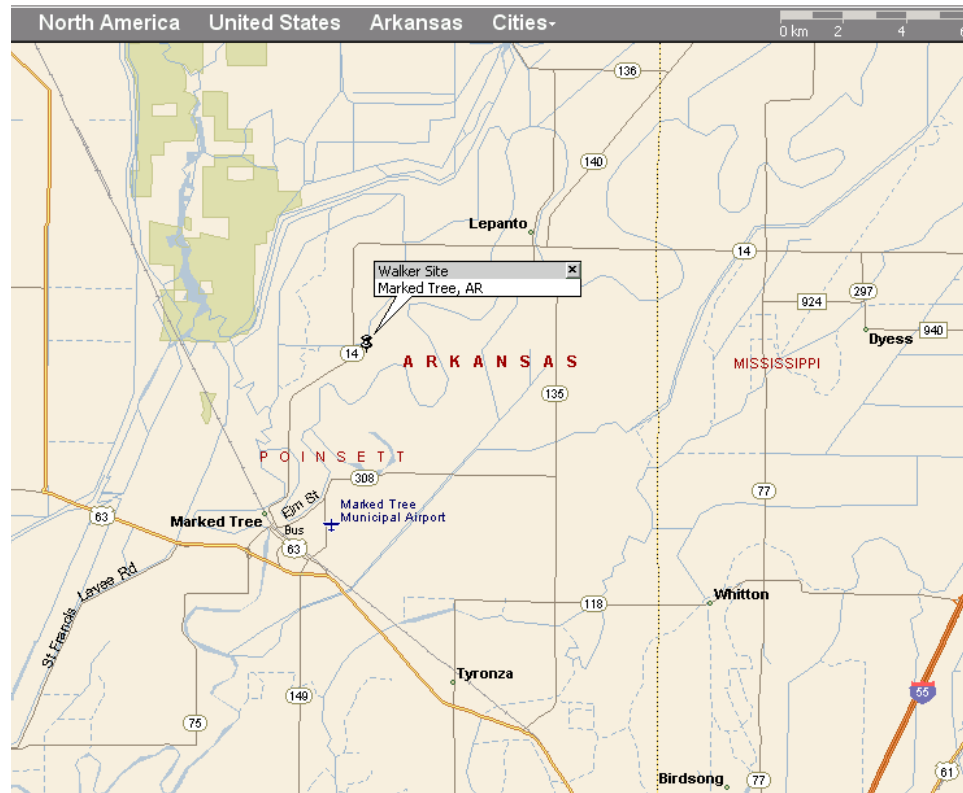 North America United States Arkansas Cities
0 km 2 4 6
136
140
Lepanto
14
Walker Site
Marked Tree, AR
297
924
940
Dyess
14
ARKANSAS
MISSISSIPPI
135
POINSETT
308
77
Elm St
Marked Tree
Municipal Airport
63
Marked Tree
Bus
63
St Francis Levee Rd
118
Whitton
Tyronza
149
55
75
Birdsong
77
61